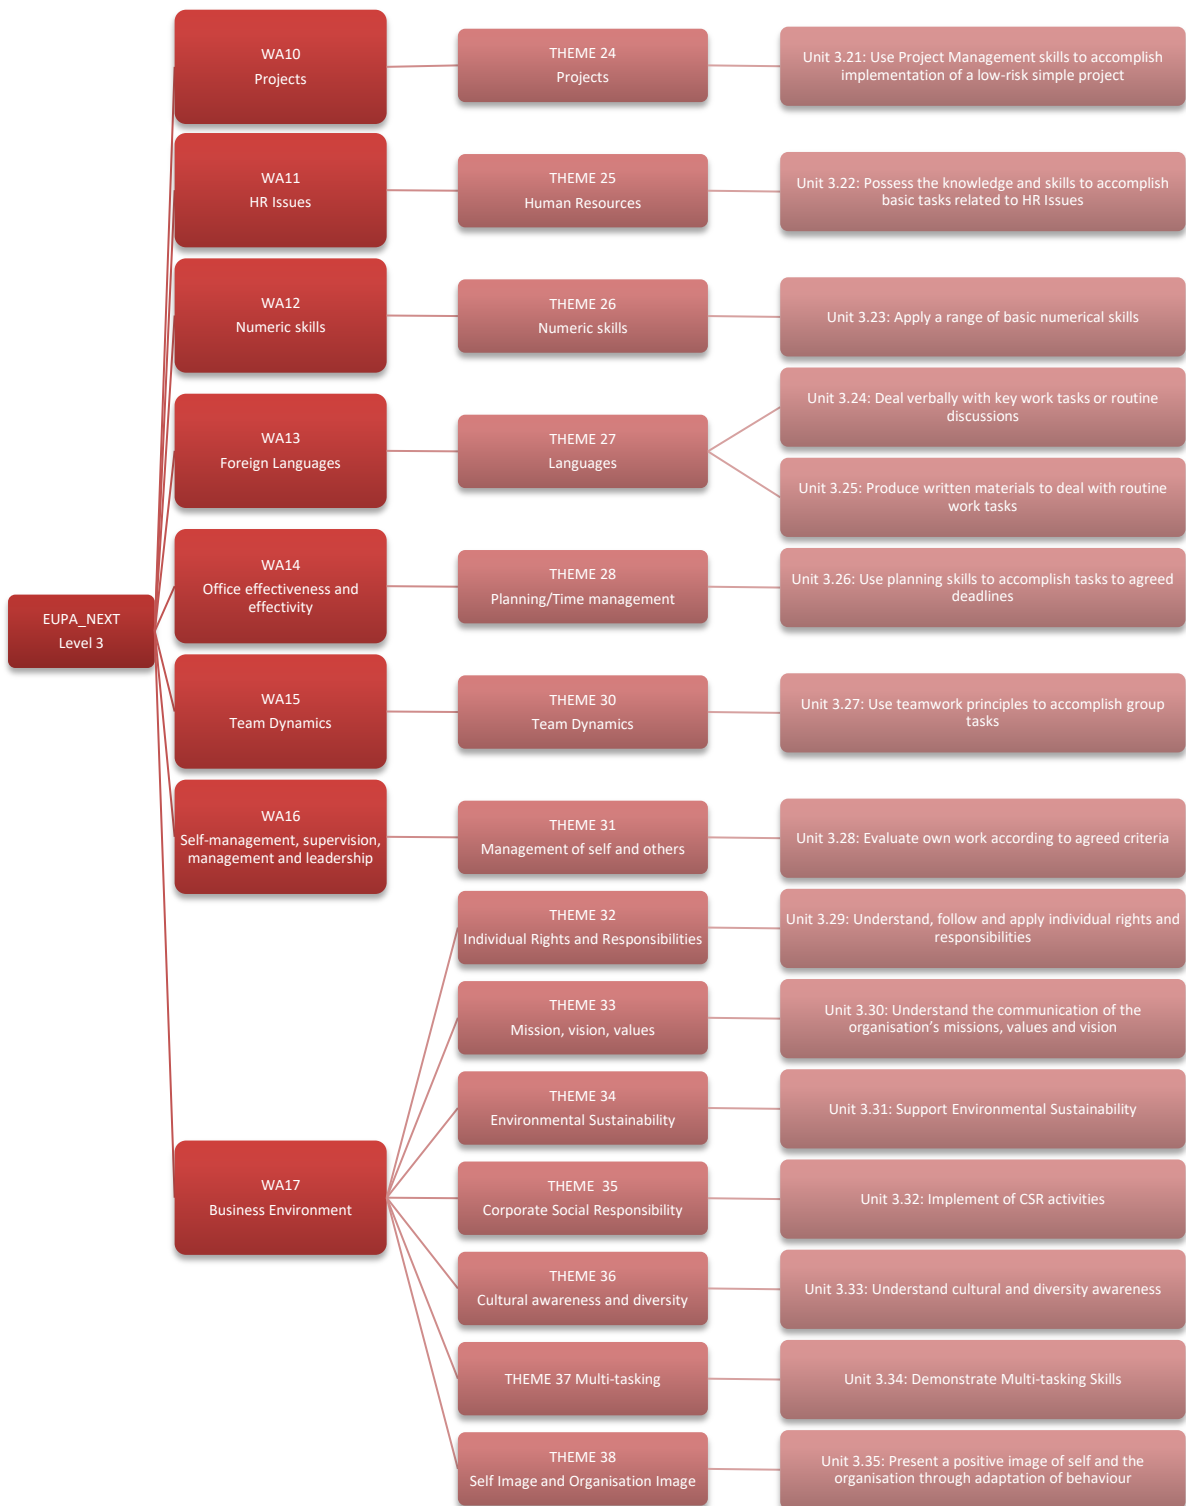 WA10
Projects
THEME 24
Projects
Unit 3.21: Use Project Management skills to accomplish
implementation of a low-risk simple project
WA11
HR Issues
THEME 25
Human Resources
Unit 3.22: Possess the knowledge and skills to accomplish
basic tasks related to HR Issues
WA12
Numeric skills
THEME 26
Numeric skills
Unit 3.23: Apply a range of basic numerical skills
WA13
Foreign Languages
THEME 27
Languages
Unit 3.24: Deal verbally with key work tasks or routine
discussions
Unit 3.25: Produce written materials to deal with routine
work tasks
EUPA_NEXT
Level 3
WA14
Office effectiveness and
effectivity
THEME 28
Planning/Time management
Unit 3.26: Use planning skills to accomplish tasks to agreed
deadlines
WA15
Team Dynamics
THEME 30
Team Dynamics
Unit 3.27: Use teamwork principles to accomplish group
tasks
WA16
Self-management, supervision,
management and leadership
THEME 31
Management of self and others
Unit 3.28: Evaluate own work according to agreed criteria
WA17
Business Environment
THEME 32
Individual Rights and Responsibilities
Unit 3.29: Understand, follow and apply individual rights and
responsibilities
THEME 33
Mission, vision, values
Unit 3.30: Understand the communication of the
organisation’s missions, values and vision
THEME 34
Environmental Sustainability
Unit 3.31: Support Environmental Sustainability
THEME  35
Corporate Social Responsibility
Unit 3.32: Implement of CSR activities
THEME 36
Cultural awareness and diversity
Unit 3.33: Understand cultural and diversity awareness
THEME 37 Multi-tasking
Unit 3.34: Demonstrate Multi-tasking Skills
THEME 38
Self Image and Organisation Image
Unit 3.35: Present a positive image of self and the
organisation through adaptation of behaviour